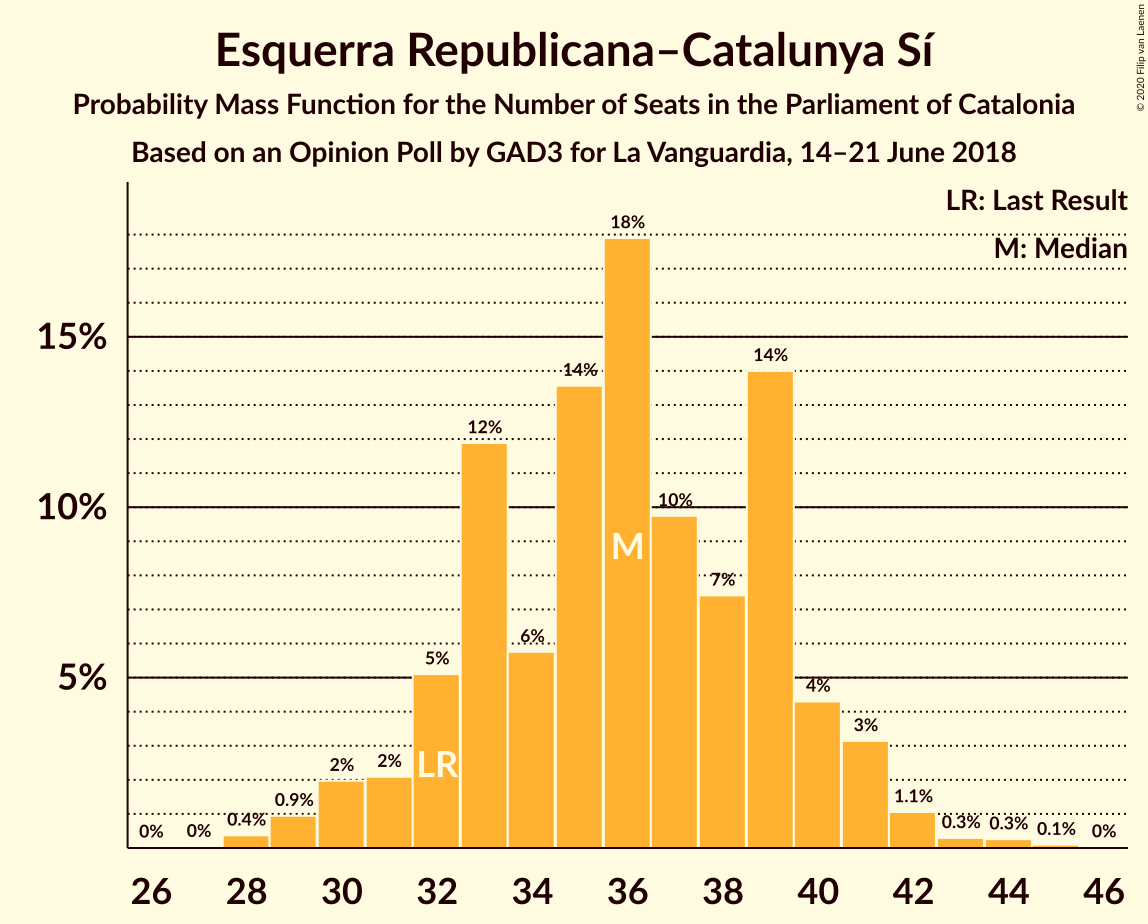 Esquerra Republicana–Catalunya Sí
Probability Mass Function for the Number of Seats in the Parliament of Catalonia
Based on an Opinion Poll by GAD3 for La Vanguardia, 14–21 June 2018
© 2020 Filip van Laenen
LR: Last Result
M: Median
15%
10%
5%
0%
0%
0.4%
0.9%
2%
2%
5%
12%
6%
14%
18%
10%
7%
14%
4%
3%
1.1%
0.3%
0.3%
0.1%
0%
LR
M
26 28 30 32 34 36 38 40 42 44 46